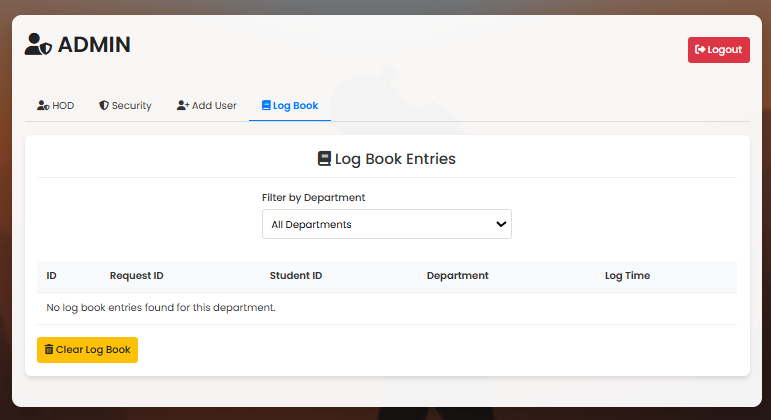 ADMIN
Logout
HOD Security Add User Log Book
Log Book Entries
Filter by Department
All Departments
ID Request ID Student ID Department Log Time
No log book entries found for this department.
Clear Log Book